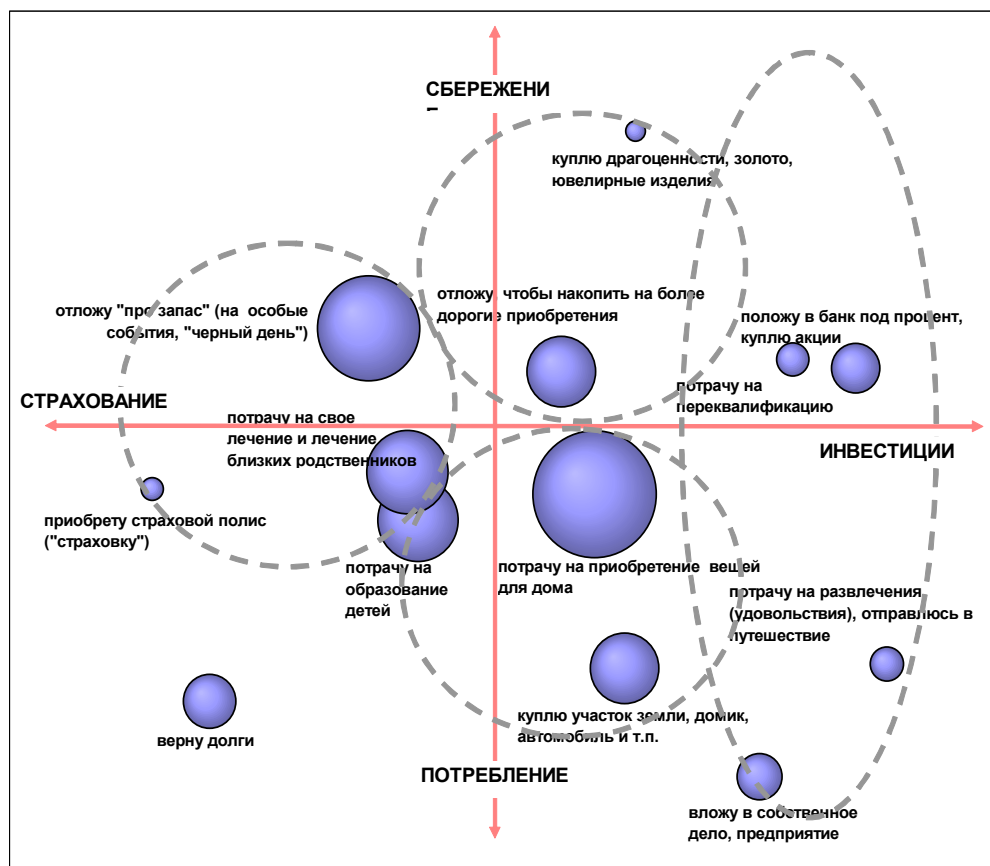 СБЕРЕЖЕНИ
куплю драгоценности, золото,
ювелирные изделия
отложу "про запас" (на особые
события, "черный день")
отложу, чтобы накопить на более
дорогие приобретения
положу в банк под процент,
куплю акции
СТРАХОВАНИЕ
потрачу на
переквалификацию
потрачу на свое
лечение и лечение
близких родственников
ИНВЕСТИЦИИ
приобрету страховой полис
("страховку")
потрачу на
образование
детей
потрачу на приобретение вещей
для дома
потрачу на развлечения
(удовольствия), отправлюсь в
путешествие
верну долги
куплю участок земли, домик,
автомобиль и т.п.
ПОТРЕБЛЕНИЕ
вложу в собственное
дело, предприятие